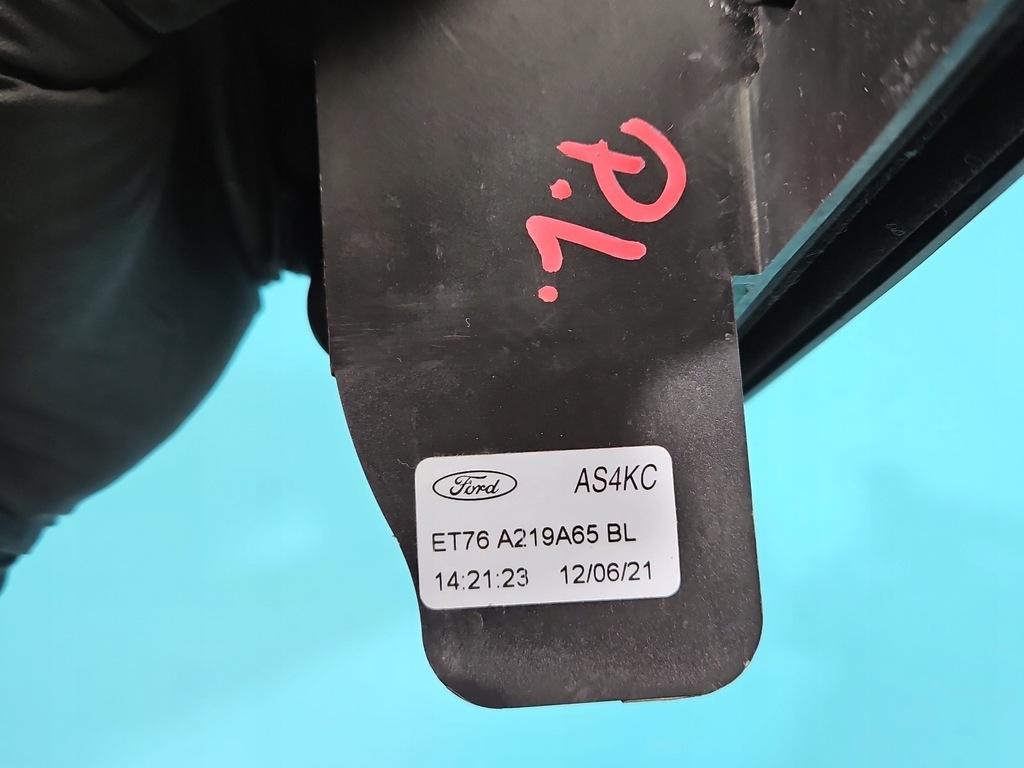 P.L.
Ford AS4KC
ET76 A219A65 BL
14:21:23 12/06/21